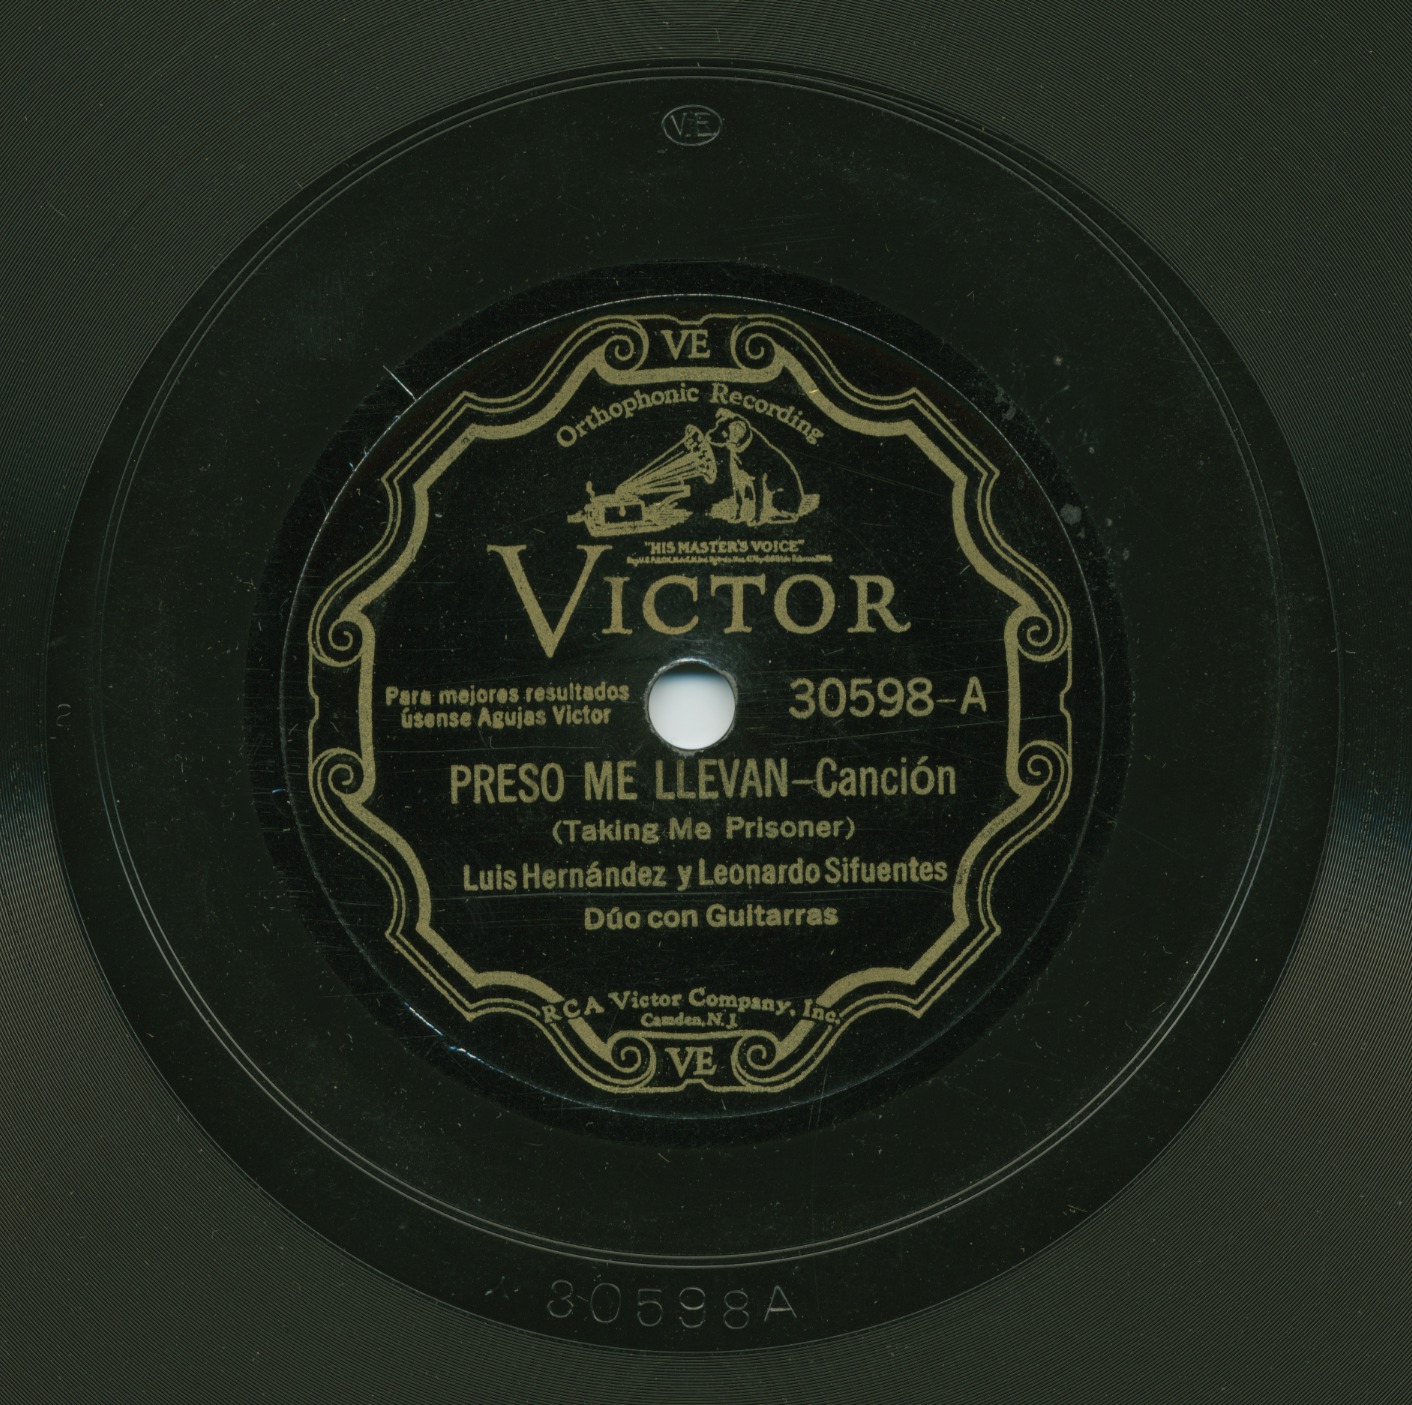 VE
VE
Orthophonic Recording
"HIS MASTER'S VOICE"
VICTOR
Para mejores resultados
úsense Agujas Victor
30598-A
PRESO ME LLEVAN-Canción
(Taking Me Prisoner)
Luis Hernández y Leonardo Sifuentes
Dúo con Guitarras
RCA Victor Company, Inc.
Camden, N. J.
VE
30598A